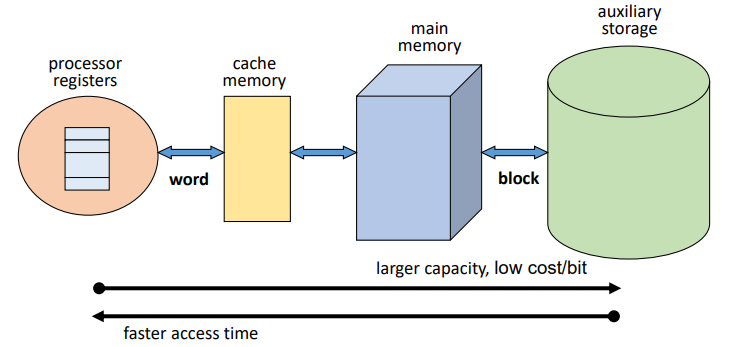 auxiliary
storage
main
memory
processor
registers
cache
memory
word
block
larger capacity, low cost/bit
faster access time